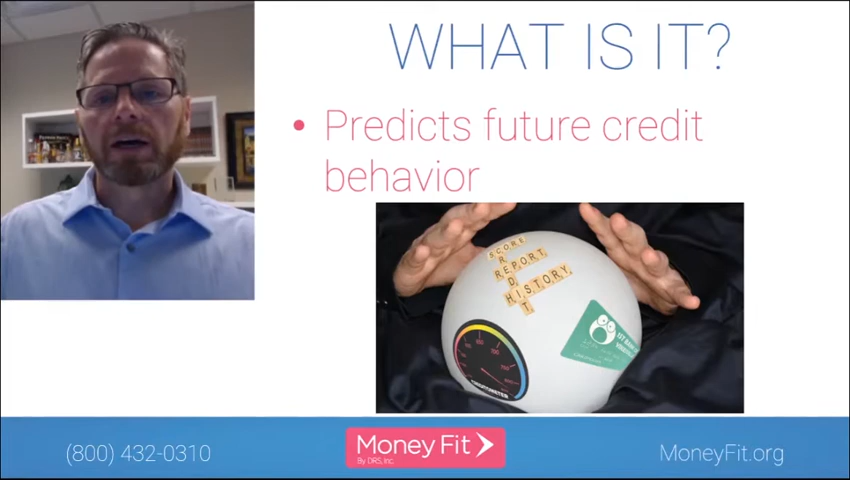 WHAT IS IT?
• Predicts future credit
behavior
SCORE
REPORT
HISTORY
CREDIT
(800) 432-0310
Money Fit
By DRS, Inc.
MoneyFit.org